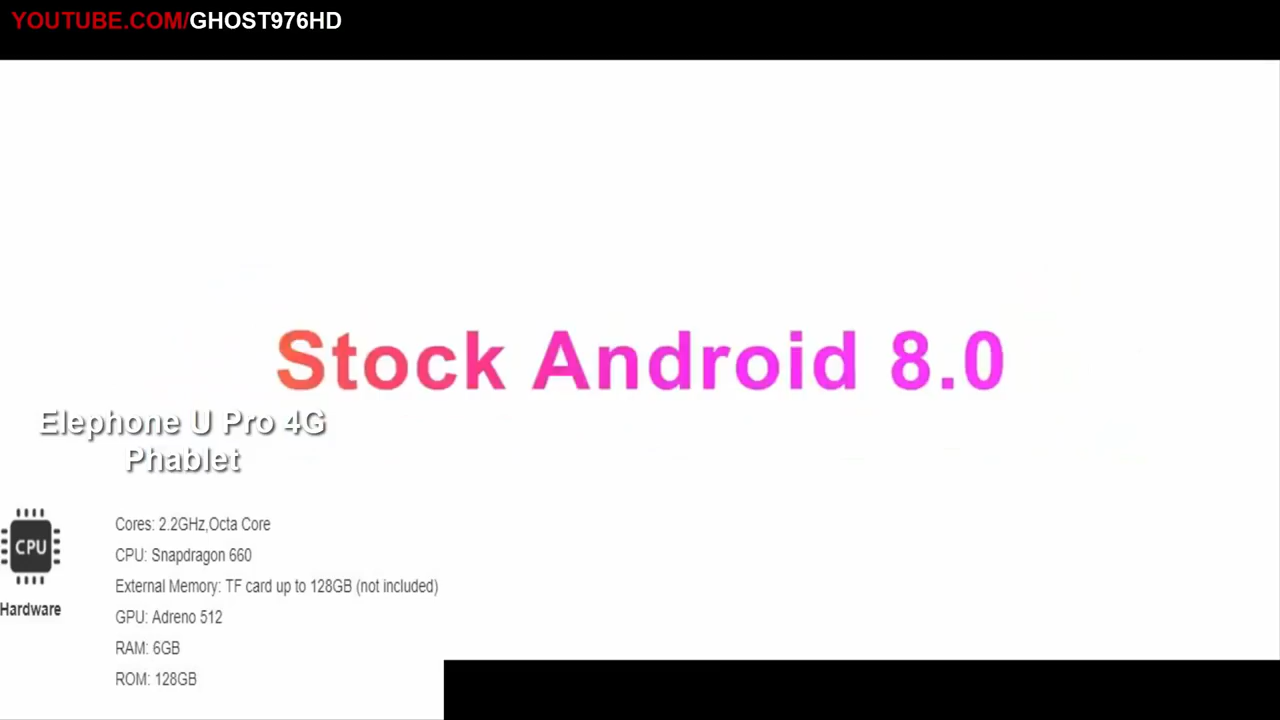 YOUTUBE.COM/GHOST976HD
Stock Android 8.0
Elephone U Pro 4G
Phablet
CPU
Hardware
Cores: 2.2GHz,Octa Core
CPU: Snapdragon 660
External Memory: TF card up to 128GB (not included)
GPU: Adreno 512
RAM: 6GB
ROM: 128GB